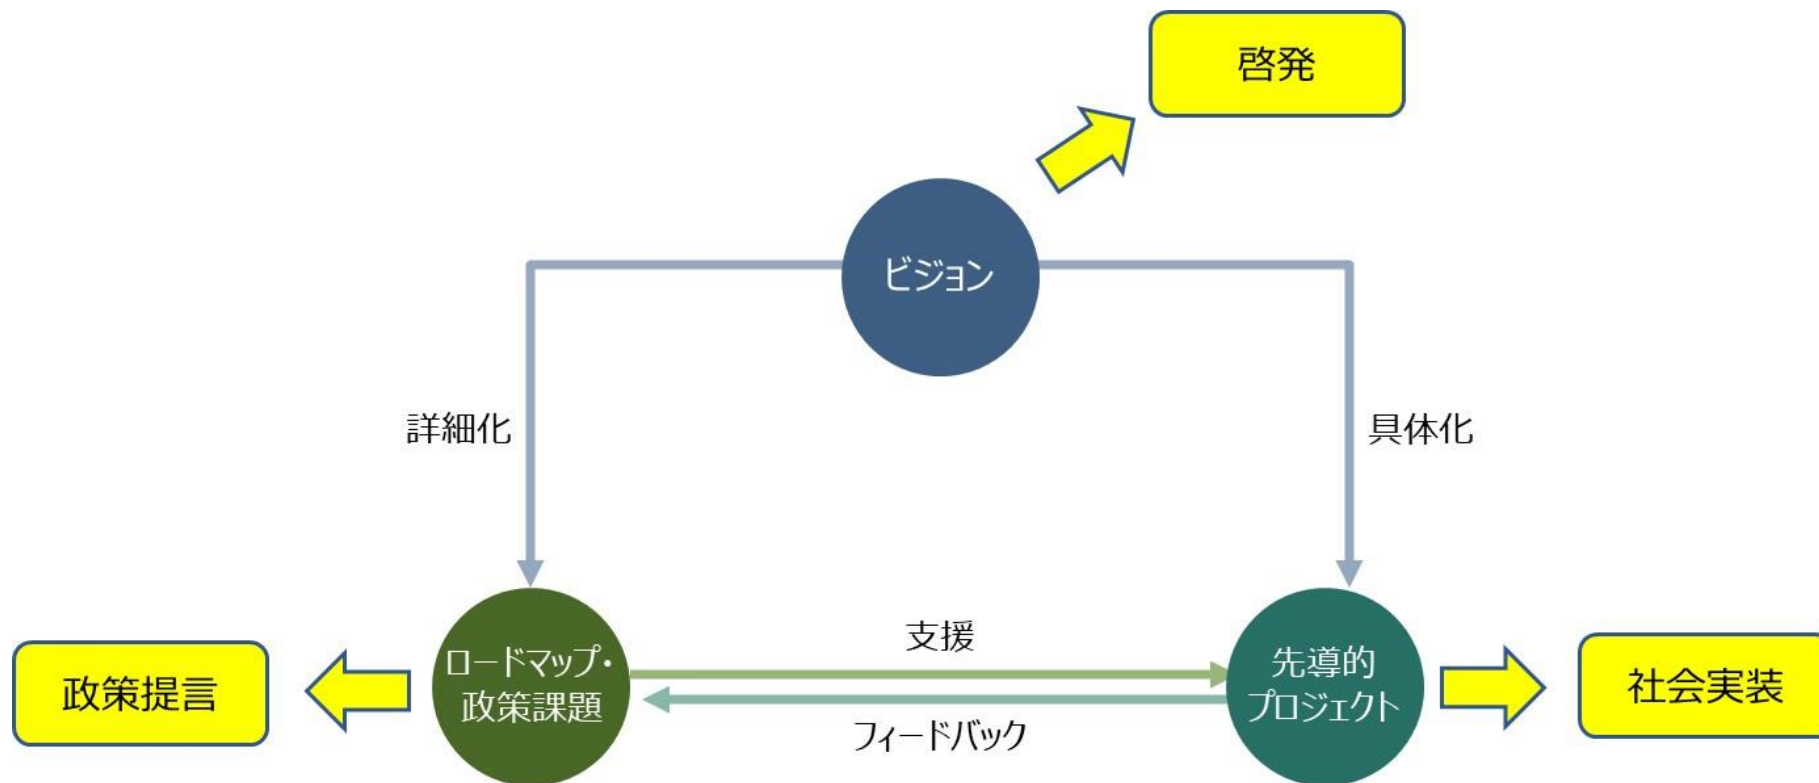 啓発
ビジョン
詳細化
具体化
政策提言
ロードマップ・
政策課題
支援
フィードバック
先導的
プロジェクト
社会実装